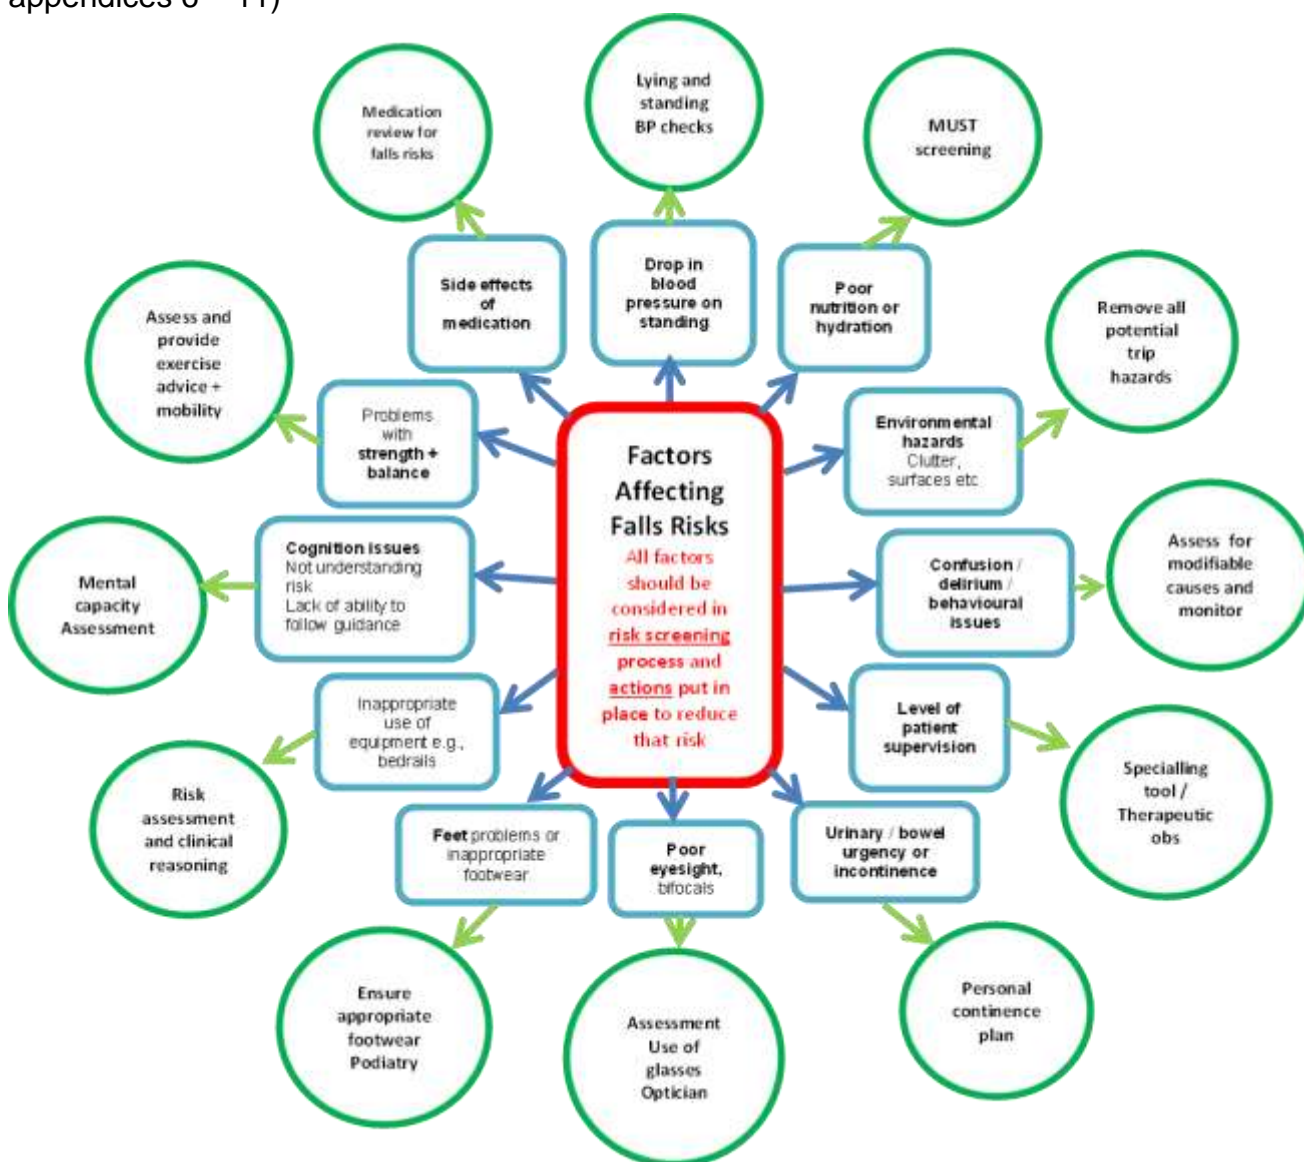 appendices 6 – 11)
Medication
review for
falls risks
Lying and
standing
BP checks
MUST
screening
Side effects
of
medication
Drop in
blood
pressure on
standing
Poor
nutrition or
hydration
Assess and
provide
exercise
advice +
mobility
Remove all
potential
trip
hazards
Problems
with
strength +
balance
Environmental
hazards
Clutter,
surfaces etc
Factors
Affecting
Falls Risks
All factors
should be
considered in
risk screening
process and
actions put in
place to reduce
that risk
Mental
capacity
Assessment
Cognition issues
Not understanding
risk
Lack of ability to
follow guidance
Confusion /
delirium /
behavioural
issues
Assess for
modifiable
causes and
monitor
Inappropriate
use of
equipment e.g.,
bedrails
Level of
patient
supervision
Risk
assessment
and clinical
reasoning
Specialling
tool /
Therapeutic
obs
Feet problems or
inappropriate
footwear
Poor
eyesight,
bifocals
Urinary / bowel
urgency or
incontinence
Ensure
appropriate
footwear
Podiatry
Assessment
Use of
glasses
Optician
Personal
continence
plan